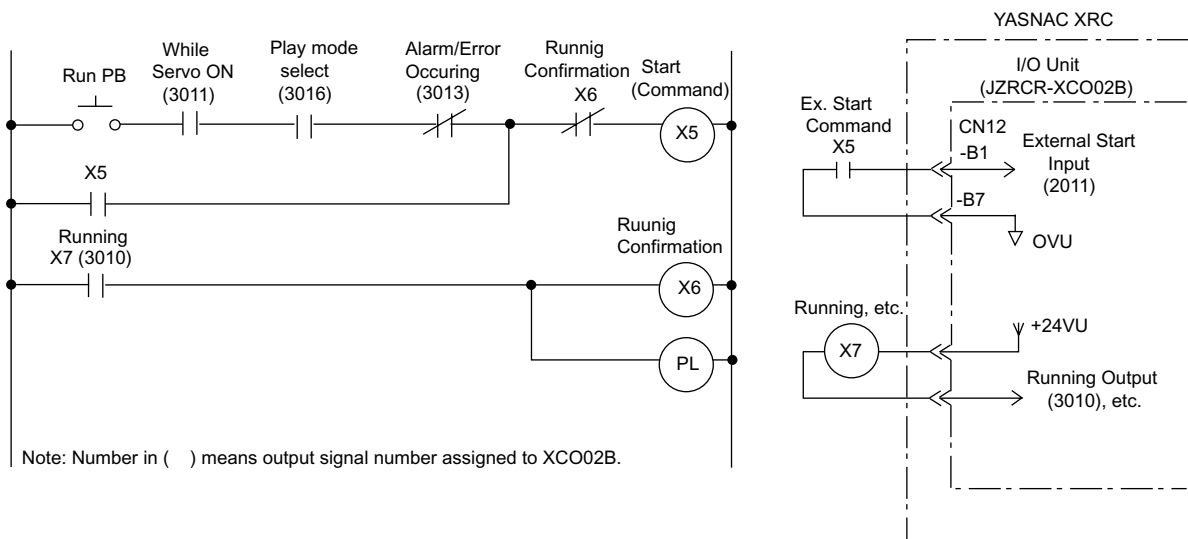 YASNAC XRC
I/O Unit
(JZRCR-XCO02B)
Run PB
While
Servo ON
(3011)
Play mode
select
(3016)
Alarm/Error
Occuring
(3013)
Runnig
Confirmation
X6
Start
(Command)
X5
X5
Running
X7 (3010)
Ruunig
Confirmation
X6
PL
Note: Number in (    ) means output signal number assigned to XCO02B.
Ex. Start
Command
X5
CN12
-B1
External Start
Input
(2011)
-B7
OVU
Running, etc.
X7
+24VU
Running Output
(3010), etc.